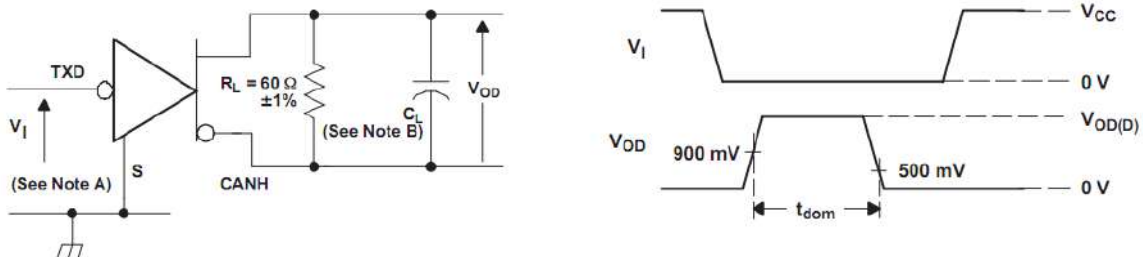 TXD
V_I
(See Note A)
S
R_L = 60 Ω
±1%
C_L
(See Note B)
V_OD
CANH
V_I
V_CC
0 V
V_OD
900 mV
V_OD(D)
500 mV
0 V
t_dom